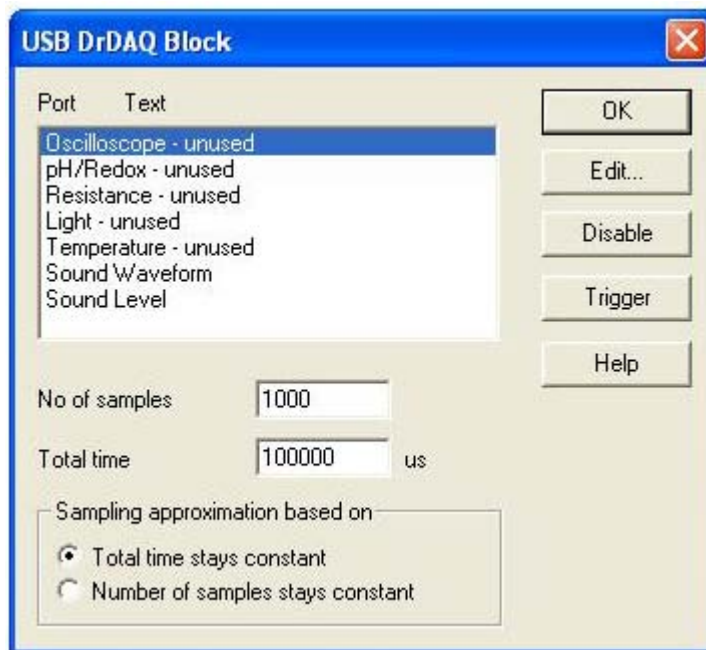 USB DrDAQ Block
Port Text
Oscilloscope - unused
pH/Redox - unused
Resistance - unused
Light - unused
Temperature - unused
Sound Waveform
Sound Level
OK
Edit...
Disable
Trigger
Help
No of samples 1000
Total time 100000 us
Sampling approximation based on
Total time stays constant
Number of samples stays constant